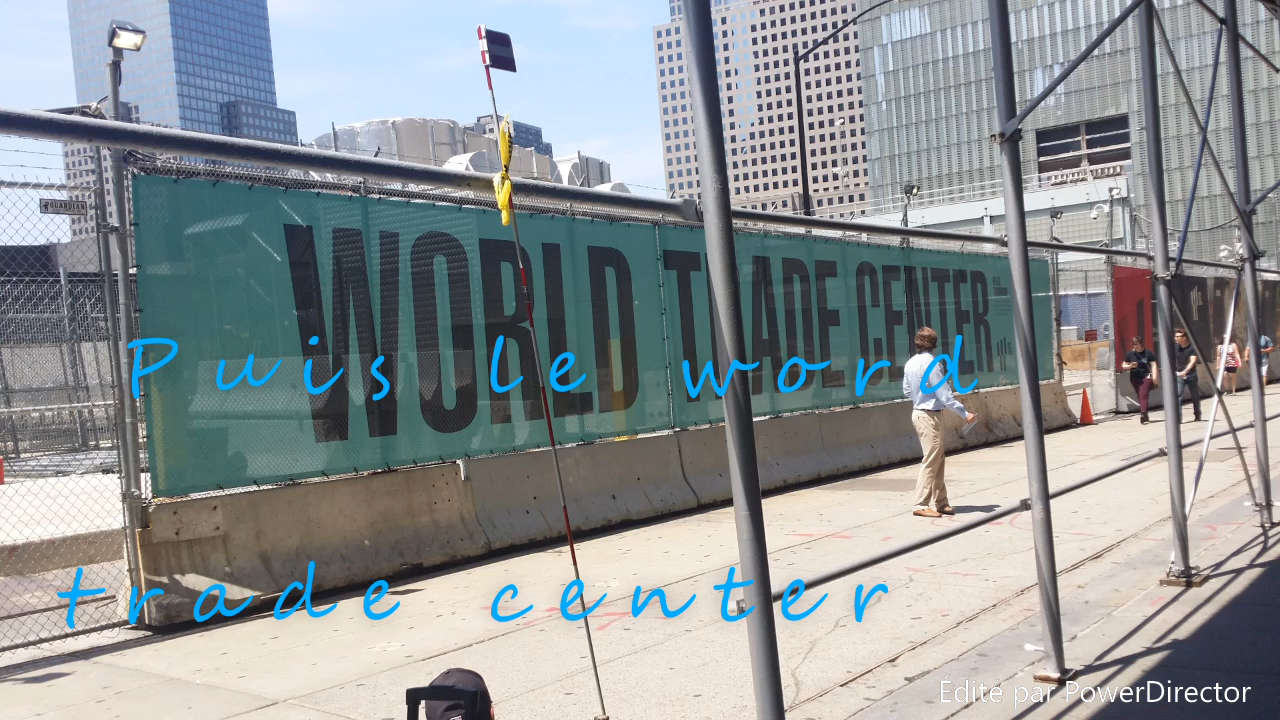 GUARDIAN
WORLD TRADE CENTER
Puis le word
trade center
Édité par PowerDirector